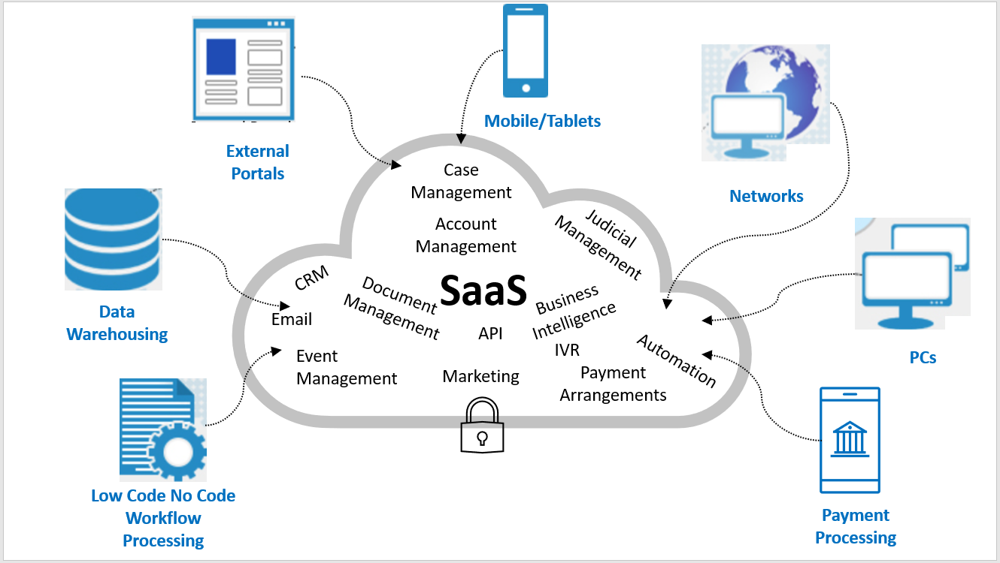 Mobile/Tablets
External
Portals
Networks
Case
Management
Account
Management
Judicial
Management
CRM
Document
Management
SaaS
Business
Intelligence
Data
Warehousing
Email
API
IVR
Automation
PCs
Event
Management
Marketing
Payment
Arrangements
Low Code No Code
Workflow
Processing
Payment
Processing